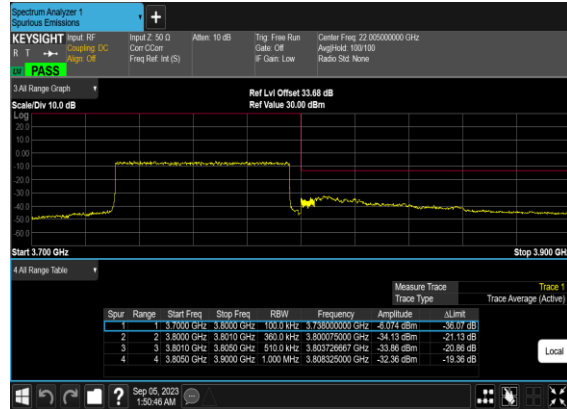 Spectrum Analyzer 1
Spurious Emissions
KEYSIGHT Input: RF Input Z: 50 Ω Atten: 10 dB Trig: Free Run Center Freq: 22.005000000 GHz
R T Coupling: DC Corr CCorr Gate: Off Avg|Hold: 100/100
Align: Off Freq Ref: Int (S) IF Gain: Low Radio Std: None
PASS
3 All Range Graph
Ref Lvl Offset 33.68 dB
Scale/Div 10.0 dB Ref Value 30.00 dBm
Log
20.0
10.0
0.00
-10.0
-20.0
-30.0
-40.0
-50.0
-60.0
Start 3.700 GHz Stop 3.900 GHz
4 All Range Table
Measure Trace Trace 1
Trace Type Trace Average (Active)
Spur Range Start Freq Stop Freq RBW Frequency Amplitude ΔLimit
1 1 3.7000 GHz 3.8000 GHz 100.0 kHz 3.738000000 GHz -6.074 dBm -36.07 dB
2 2 3.8000 GHz 3.8010 GHz 360.0 kHz 3.800075000 GHz -34.13 dBm -21.13 dB
3 3 3.8010 GHz 3.8050 GHz 510.0 kHz 3.803726667 GHz -33.86 dBm -20.86 dB
4 4 3.8050 GHz 3.9000 GHz 1.000 MHz 3.808325000 GHz -32.36 dBm -19.36 dB
Local
? Sep 05, 2023
1:50:46 AM